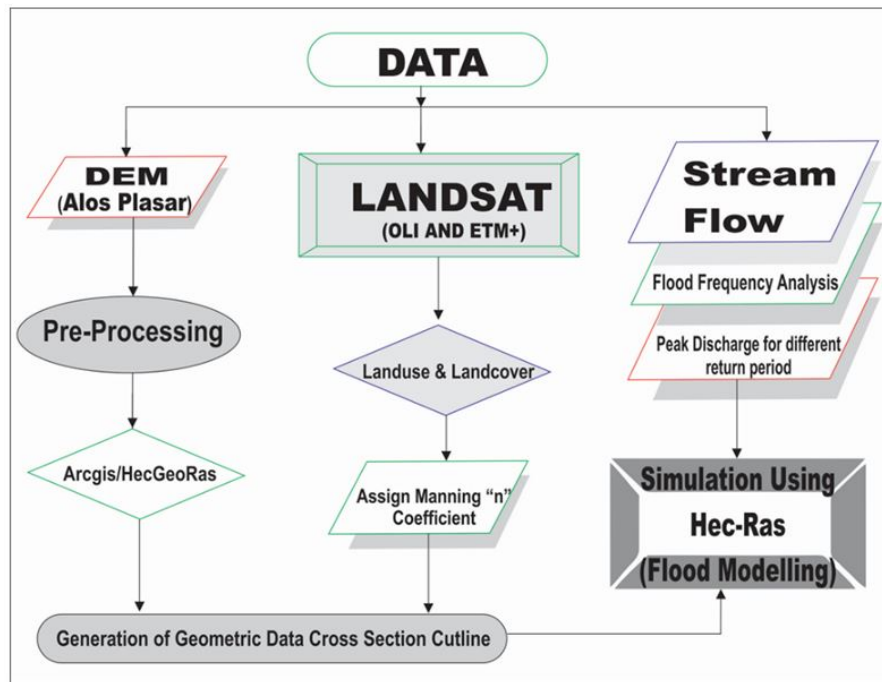 DATA
DEM
(Alos Plasar)
Pre-Processing
Arcgis/HecGeoRas
LANDSAT
(OLI AND ETM+)
Landuse & Landcover
Assign Manning “n”
Coefficient
Stream
Flow
Flood Frequency Analysis
Peak Discharge for different
return period
Simulation Using
Hec-Ras
(Flood Modelling)
Generation of Geometric Data Cross Section Cutline